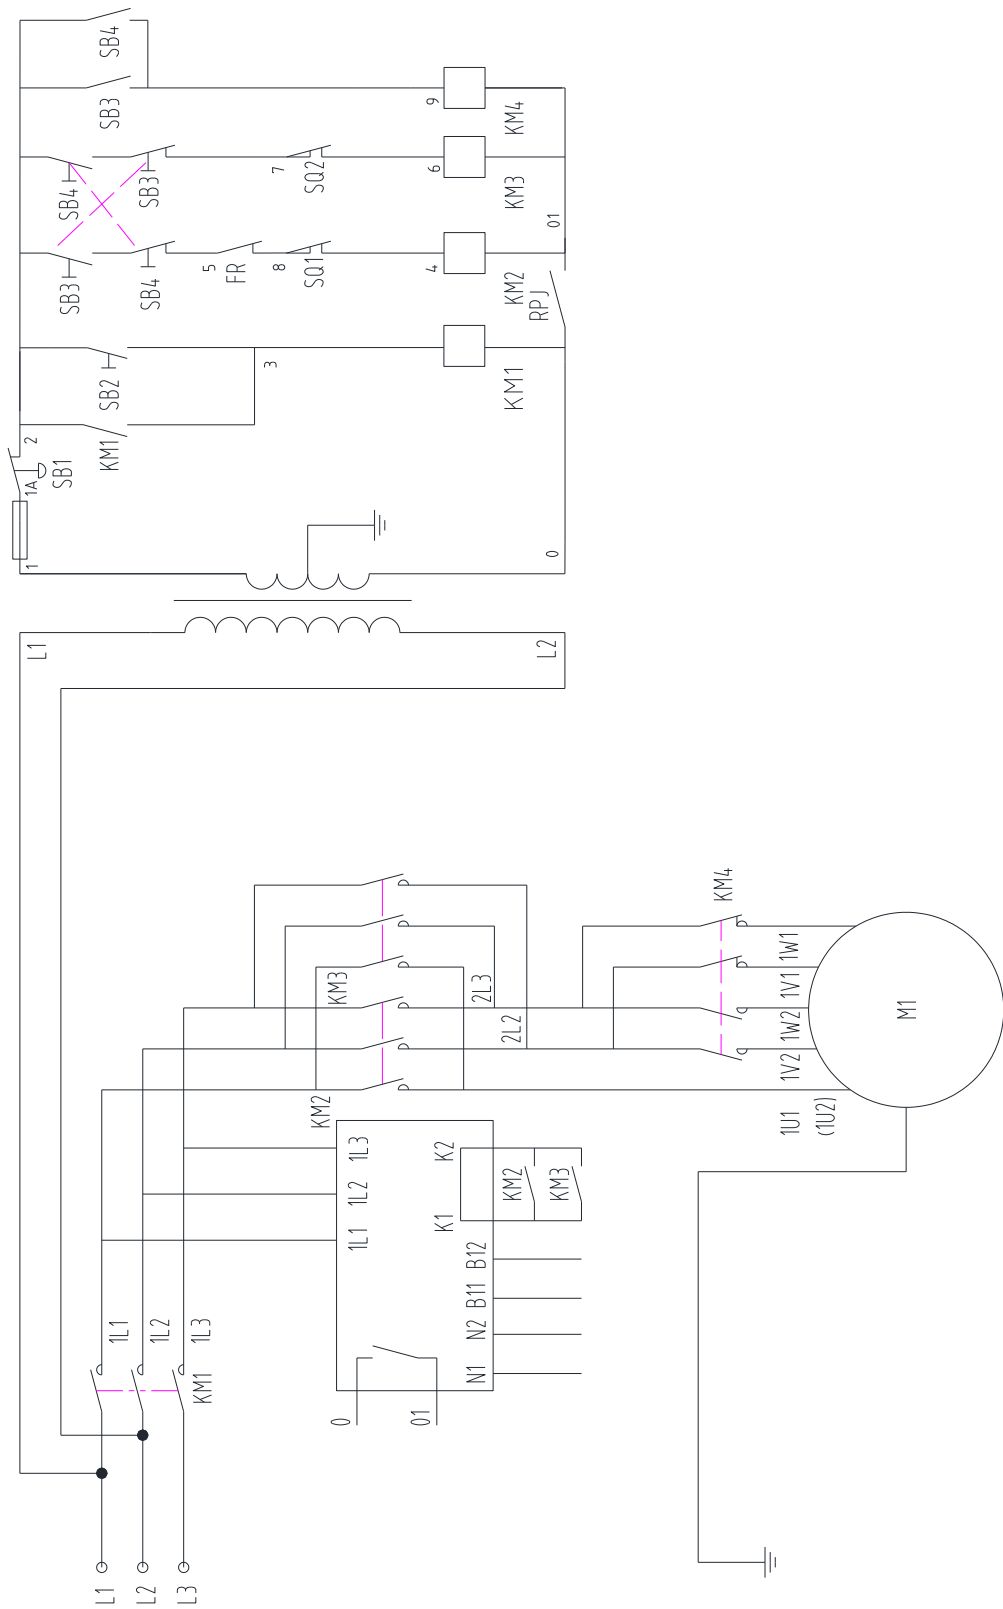 L1
L2
L3
KM1
1L1
1L2
1L3
0
01
N1
N2
B11
B12
K1
K2
1L1
1L2
1L3
KM2
KM3
KM2
KM3
2L2
2L3
KM4
1U1
(1U2)
1V2
1W2
1V1
1W1
M1
L1
L2
1
0
1A
SB1
2
KM1
SB2
3
KM1
SB3
SB4
5
FR
8
SQ1
4
KM2
RPJ
01
SB4
SB3
7
SQ2
6
KM3
SB3
SB4
9
KM4